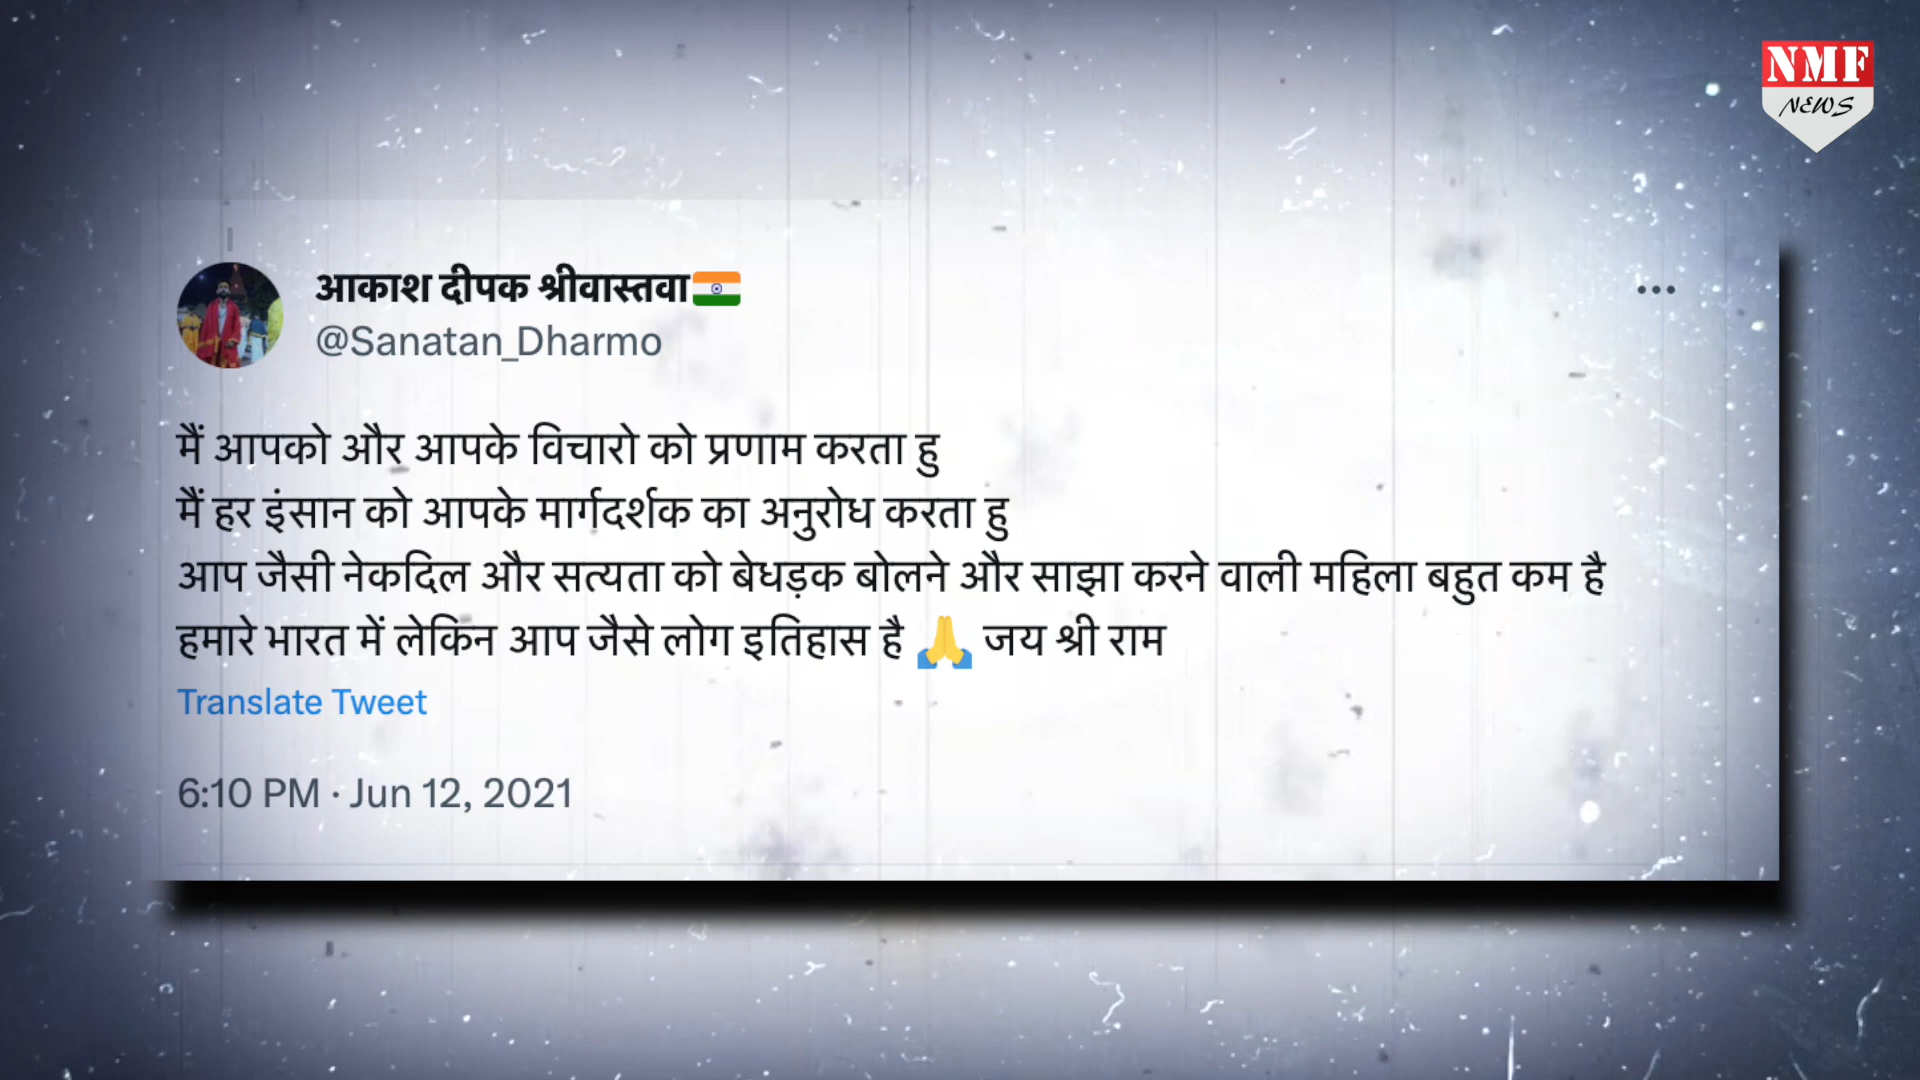 NMF
NEWS
आकाश दीपक श्रीवास्तवा🇮🇳
@Sanatan_Dharmo
मैं आपको और आपके विचारो को प्रणाम करता हु
मैं हर इंसान को आपके मार्गदर्शक का अनुरोध करता हु
आप जैसी नेकदिल और सत्यता को बेधड़क बोलने और साझा करने वाली महिला बहुत कम है
हमारे भारत में लेकिन आप जैसे लोग इतिहास है 🙏 जय श्री राम
Translate Tweet
6:10 PM · Jun 12, 2021